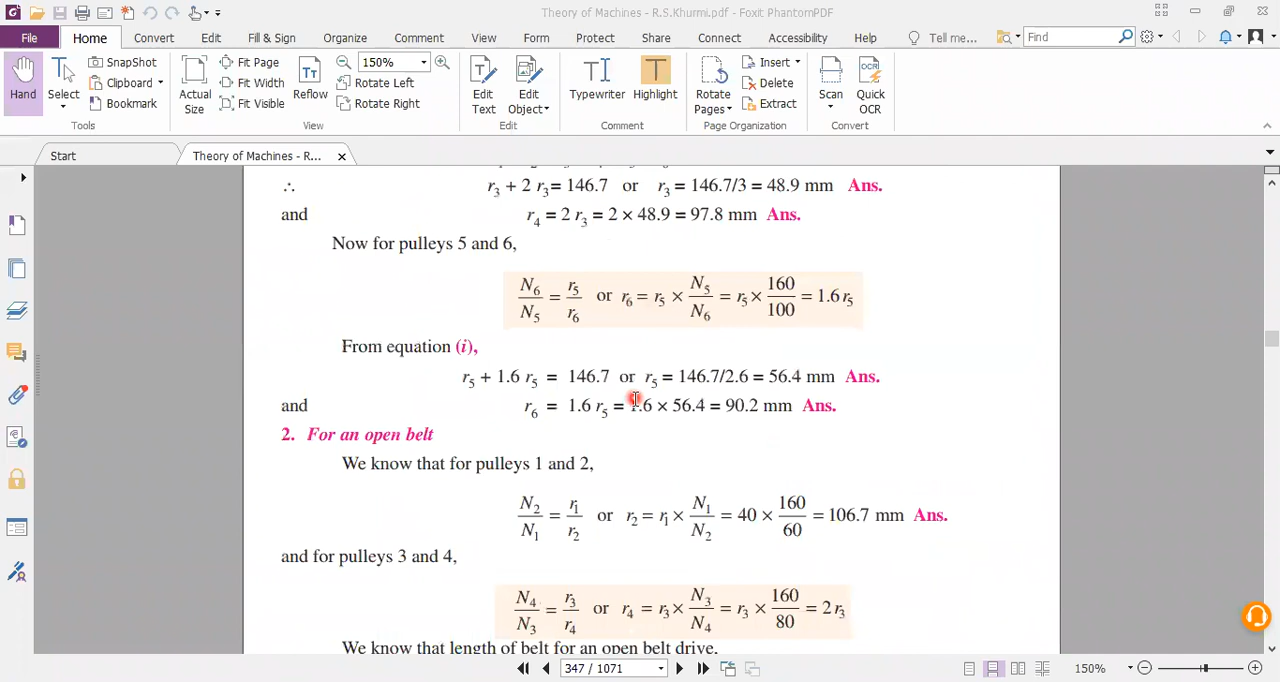 Theory of Machines - R.S.Khurmi.pdf - Foxit PhantomPDF
File Home Convert Edit Fill & Sign Organize Comment View Form Protect Share Connect Accessibility Help Tell me... Find
Hand Select SnapShot Clipboard Bookmark Actual Size Fit Page Fit Width Fit Visible Reflow 150% Rotate Left Rotate Right Edit Text Edit Object Typewriter Highlight Rotate Pages Insert Delete Extract Scan Quick OCR
Tools View Edit Comment Page Organization Convert
Start Theory of Machines - R.S...
∴ r3 + 2 r3 = 146.7 or r3 = 146.7/3 = 48.9 mm Ans.
and r4 = 2 r3 = 2 × 48.9 = 97.8 mm Ans.
Now for pulleys 5 and 6,
N6/N5 = r5/r6 or r6 = r5 × N5/N6 = r5 × 160/100 = 1.6 r5
From equation (i),
r5 + 1.6 r5 = 146.7 or r5 = 146.7/2.6 = 56.4 mm Ans.
and r6 = 1.6 r5 = 1.6 × 56.4 = 90.2 mm Ans.
2. For an open belt
We know that for pulleys 1 and 2,
N2/N1 = r1/r2 or r2 = r1 × N1/N2 = 40 × 160/60 = 106.7 mm Ans.
and for pulleys 3 and 4,
N4/N3 = r3/r4 or r4 = r3 × N3/N4 = r3 × 160/80 = 2 r3
We know that length of belt for an open belt drive,
347 / 1071 150%